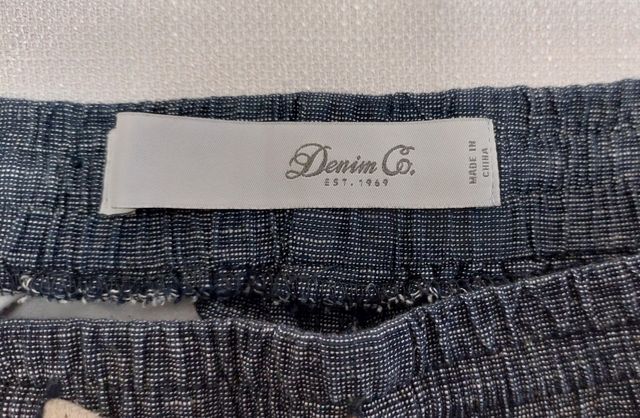 Denim Co.
EST. 1969
MADE IN
CHINA